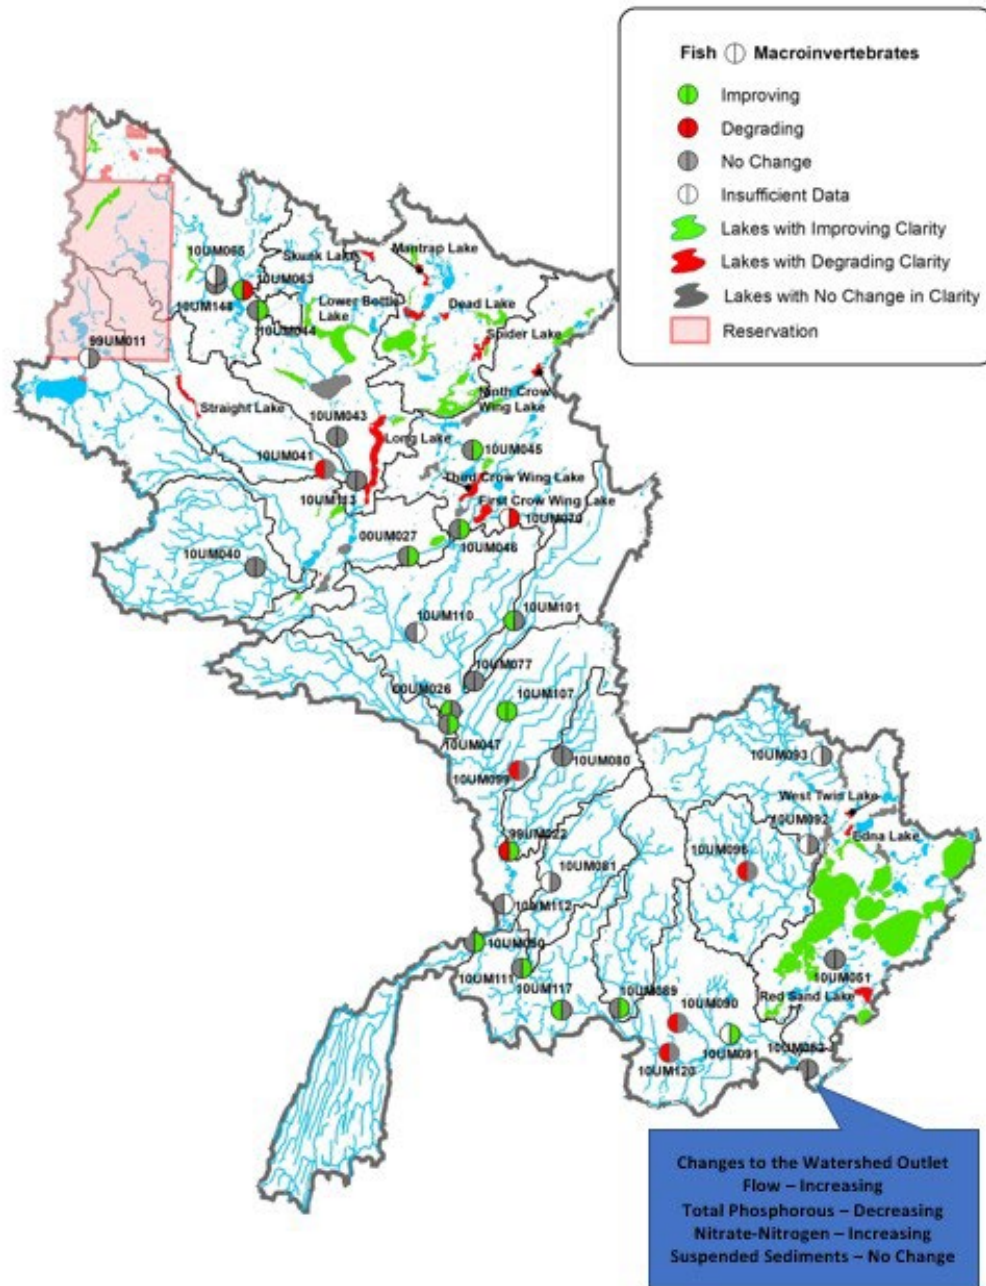 Fish Macroinvertebrates
Improving
Degrading
No Change
Insufficient Data
Lakes with Improving Clarity
Lakes with Degrading Clarity
Lakes with No Change in Clarity
Reservation
10UM065
Skunk Lake
Mantrap Lake
10UM063
10UM148
Lower Bottle
Lake
Dead Lake
10UM044
Spider Lake
99UM011
Straight Lake
Ninth Crow
Wing Lake
10UM043
Long Lake
10UM045
10UM041
Third Crow Wing Lake
10UM113
First Crow Wing Lake
10UM070
00UM027
10UM046
10UM040
10UM110
10UM101
10UM077
00UM026
10UM107
10UM047
10UM080
10UM093
10UM099
West Twin Lake
10UM092
99UM022
Edna Lake
10UM081
10UM112
10UM111
10UM117
10UM051
10UM089
10UM090
Red Sand Lake
10UM091
10UM120
Changes to the Watershed Outlet
Flow – Increasing
Total Phosphorous – Decreasing
Nitrate-Nitrogen – Increasing
Suspended Sediments – No Change